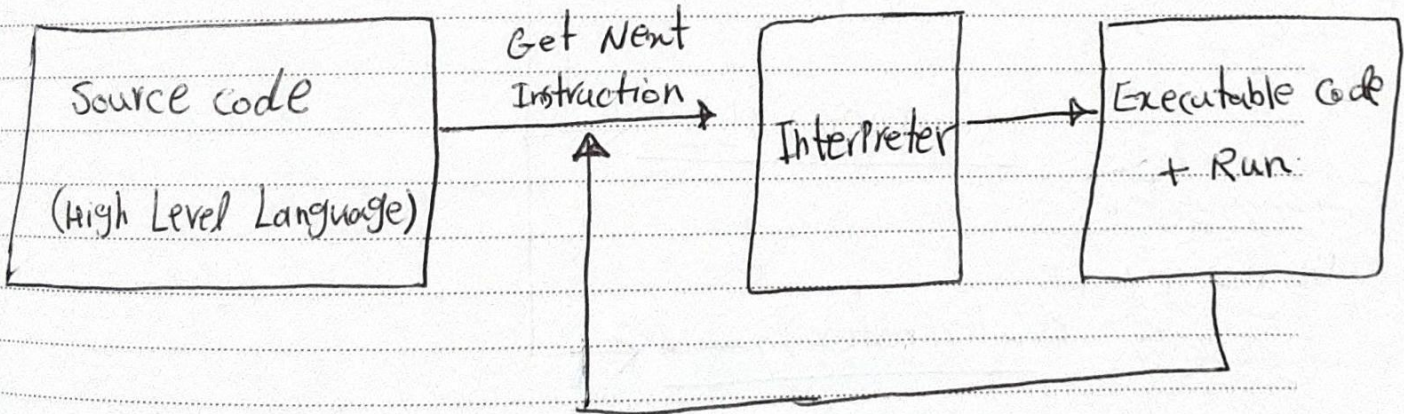 Source code
(High Level Language)
Get Next
Instruction
Interpreter
Executable Code
+ Run